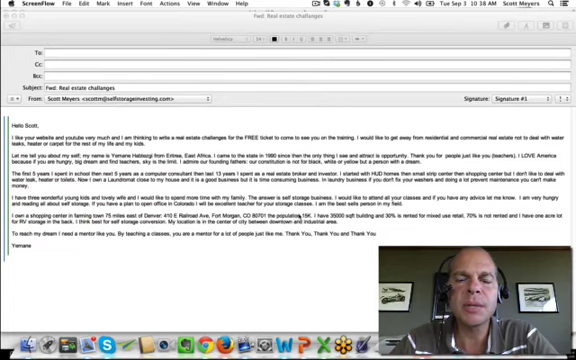 ScreenFlow File Edit Mark Insert Font Actions View Window Help Tue Sep 3 10:38 AM Scott Meyers
Fwd: Real estate challanges
Helvetica
To:
Cc:
Bcc:
Subject: Fwd: Real estate challanges
From: Scott Meyers <scottm@selfstorageinvesting.com> Signature: Signature #1
Hello Scott,
I like your website and youtube very much and I am thinking to write a real estate challenges for the FREE ticket to come to see you on the training. I would like to get away from residential and commercial real estate not to deal with water
leaks, heater or carpet for the rest of my life and my kids.
Let me tell you about my self; my name is Yemane Habtezgi from Eritrea, East Africa. I came to the state in 1990 since then the only thing I see and attract is opportunity. Thank you for people just like you (teachers). I LOVE America
because if you are hungry, big dream and find teachers, sky is the limit. I admire our founding fathers: our constitution is not black, white or yellow but a person with a dream.
The first 5 years I spent in school then next 5 years as a computer consultant then last 13 years I spent as a real estate broker and investor. I started with HUD homes then small strip center then shopping center but I don't like to deal with
water leak, heater or toilets. Now I own a Laundromat close to my house and it is a good business but it is time consuming business. In laundry business if you don't fix your washers and doing a lot prevent maintenance you can't make
money.
I have three wonderful young kids and lovely wife and I would like to spend more time with my family. The answer is self storage business. I would like to attend all your classes and if you have any advice let me know. I am very hungry and
reading all about self storage. If you have a plan to open office in Colorado I will be excellent teacher for your storage classes. I am the best sells person in my field.
I own a shopping center in farming town 75 miles east of Denver: 410 E Railroad Ave, Fort Morgan, CO 80701 the population 15K. I have 35000 sqft building and 30% is rented for mixed use retail, 70% is not rented and I have one acre lot
for RV storage in the back. I think best for self storage conversion. My location is in the center of city between downtown and industrial area.
To reach my dream I need a mentor like you. By teaching a classes, you are a mentor for a lot of people just like me. Thank You, Thank You and Thank You
Yemane